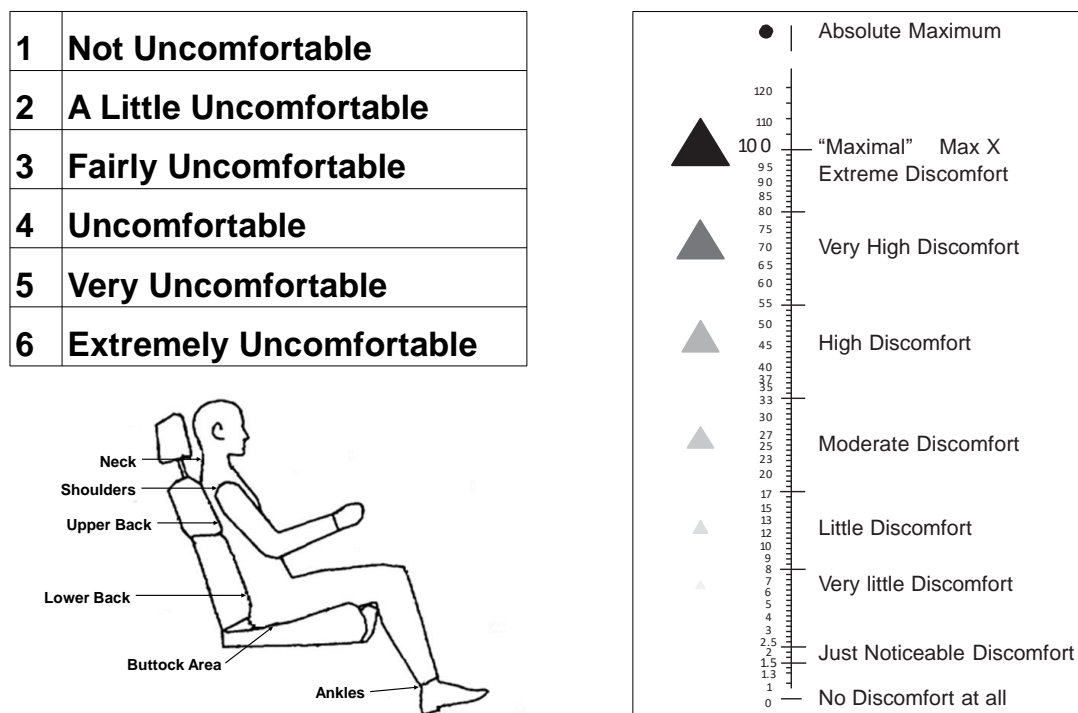 1 Not Uncomfortable
2 A Little Uncomfortable
3 Fairly Uncomfortable
4 Uncomfortable
5 Very Uncomfortable
6 Extremely Uncomfortable
Neck
Shoulders
Upper Back
Lower Back
Buttock Area
Ankles
Absolute Maximum
120
110
100 “Maximal” Max X
95
Extreme Discomfort
90
85
80
75
70 Very High Discomfort
65
60
55
50
45 High Discomfort
40
37
35
33
30
27
25 Moderate Discomfort
23
20
17
15
13
12 Little Discomfort
10
9
8
7
6 Very little Discomfort
5
4
3
2.5
2 Just Noticeable Discomfort
1.5
1.3
1
0 No Discomfort at all